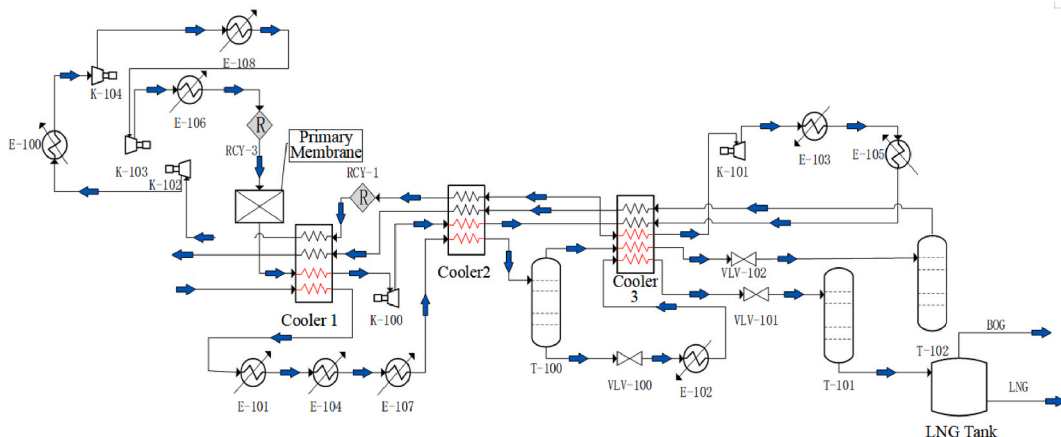 E-108
K-104
E-106
E-100
K-103
K-102
RCY-3
R
Primary
Membrane
RCY-1
R
K-101
E-103
E-105
Cooler2
Cooler
3
VLV-102
VLV-101
Cooler 1
K-100
T-100
VLV-100
E-102
T-101
T-102
BOG
LNG
LNG Tank
E-101
E-104
E-107